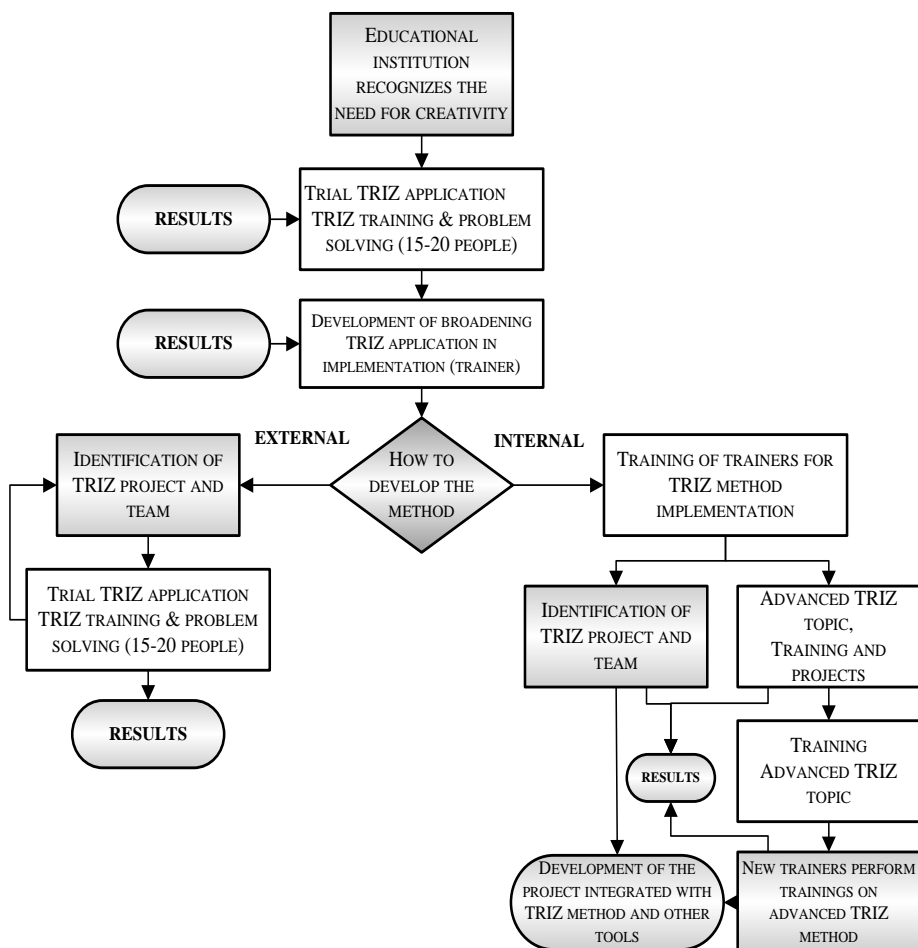 EDUCATIONAL
INSTITUTION
RECOGNIZES THE
NEED FOR CREATIVITY
RESULTS
TRIAL TRIZ APPLICATION
TRIZ TRAINING & PROBLEM
SOLVING (15-20 PEOPLE)
RESULTS
DEVELOPMENT OF BROADENING
TRIZ APPLICATION IN
IMPLEMENTATION (TRAINER)
EXTERNAL
INTERNAL
HOW TO
DEVELOP THE
METHOD
IDENTIFICATION OF
TRIZ PROJECT AND
TEAM
TRAINING OF TRAINERS FOR
TRIZ METHOD
IMPLEMENTATION
TRIAL TRIZ APPLICATION
TRIZ TRAINING & PROBLEM
SOLVING (15-20 PEOPLE)
RESULTS
IDENTIFICATION OF
TRIZ PROJECT AND
TEAM
ADVANCED TRIZ
TOPIC,
TRAINING AND
PROJECTS
RESULTS
TRAINING
ADVANCED TRIZ
TOPIC
DEVELOPMENT OF THE
PROJECT INTEGRATED WITH
TRIZ METHOD AND OTHER
TOOLS
NEW TRAINERS PERFORM
TRAININGS ON
ADVANCED TRIZ
METHOD